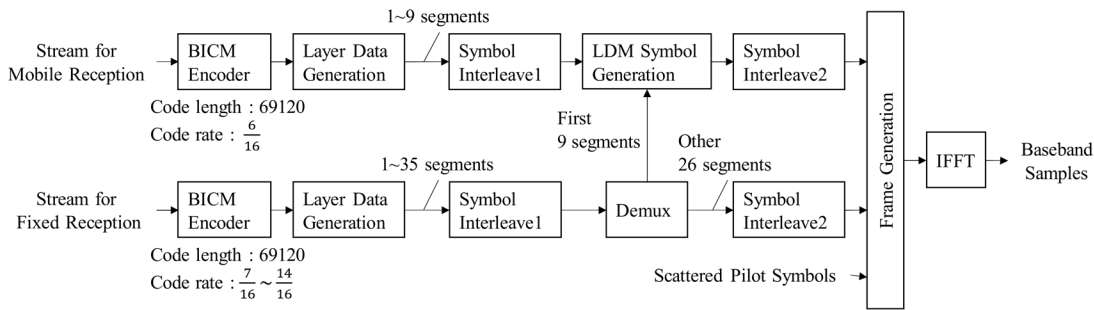 1~9 segments
Stream for
Mobile Reception
BICM
Encoder
Layer Data
Generation
Symbol
Interleave1
LDM Symbol
Generation
Symbol
Interleave2
Code length : 69120
Code rate : 6/16
First
9 segments
Other
26 segments
1~35 segments
Stream for
Fixed Reception
BICM
Encoder
Layer Data
Generation
Symbol
Interleave1
Demux
Symbol
Interleave2
Code length : 69120
Code rate : 7/16 ~ 14/16
Scattered Pilot Symbols
Frame Generation
IFFT
Baseband
Samples